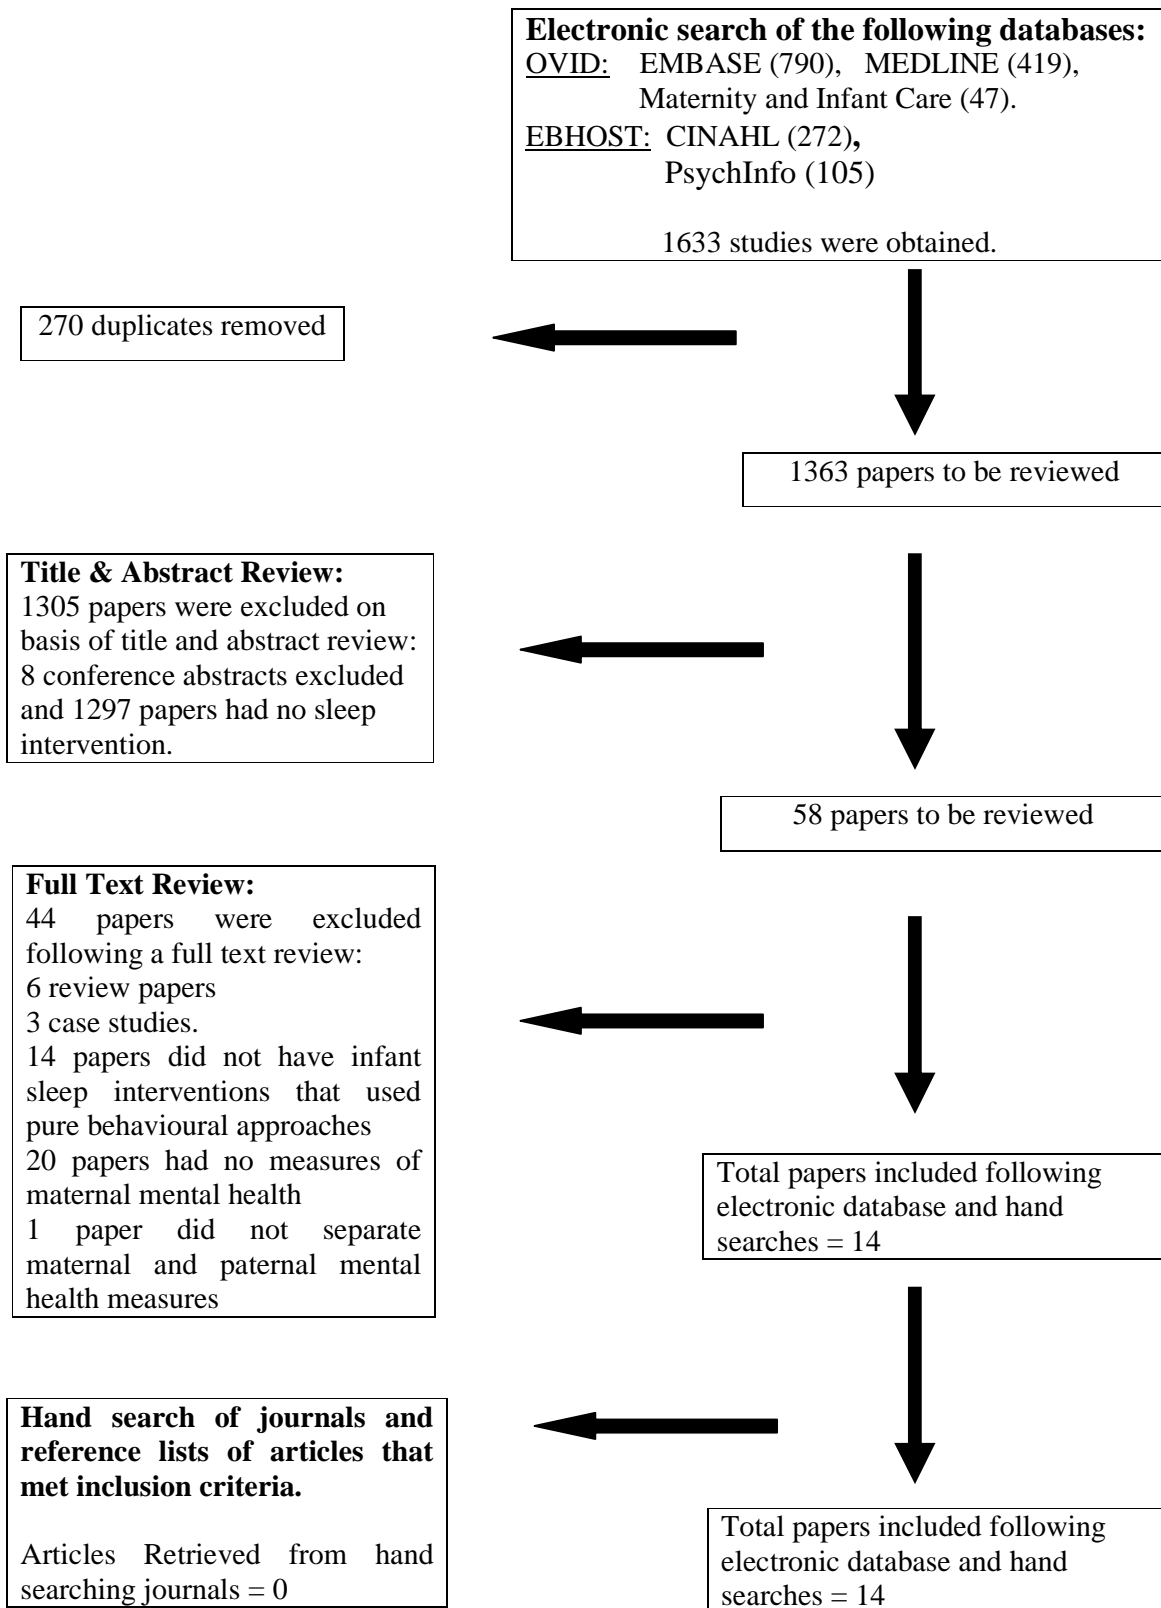 Electronic search of the following databases:
OVID: EMBASE (790), MEDLINE (419),
Maternity and Infant Care (47).
EBHOST: CINAHL (272),
PsychInfo (105)
1633 studies were obtained.
270 duplicates removed
1363 papers to be reviewed
Title & Abstract Review:
1305 papers were excluded on
basis of title and abstract review:
8 conference abstracts excluded
and 1297 papers had no sleep
intervention.
58 papers to be reviewed
Full Text Review:
44 papers were excluded
following a full text review:
6 review papers
3 case studies.
14 papers did not have infant
sleep interventions that used
pure behavioural approaches
20 papers had no measures of
maternal mental health
1 paper did not separate
maternal and paternal mental
health measures
Total papers included following
electronic database and hand
searches = 14
Hand search of journals and
reference lists of articles that
met inclusion criteria.
Articles Retrieved from hand
searching journals = 0
Total papers included following
electronic database and hand
searches = 14